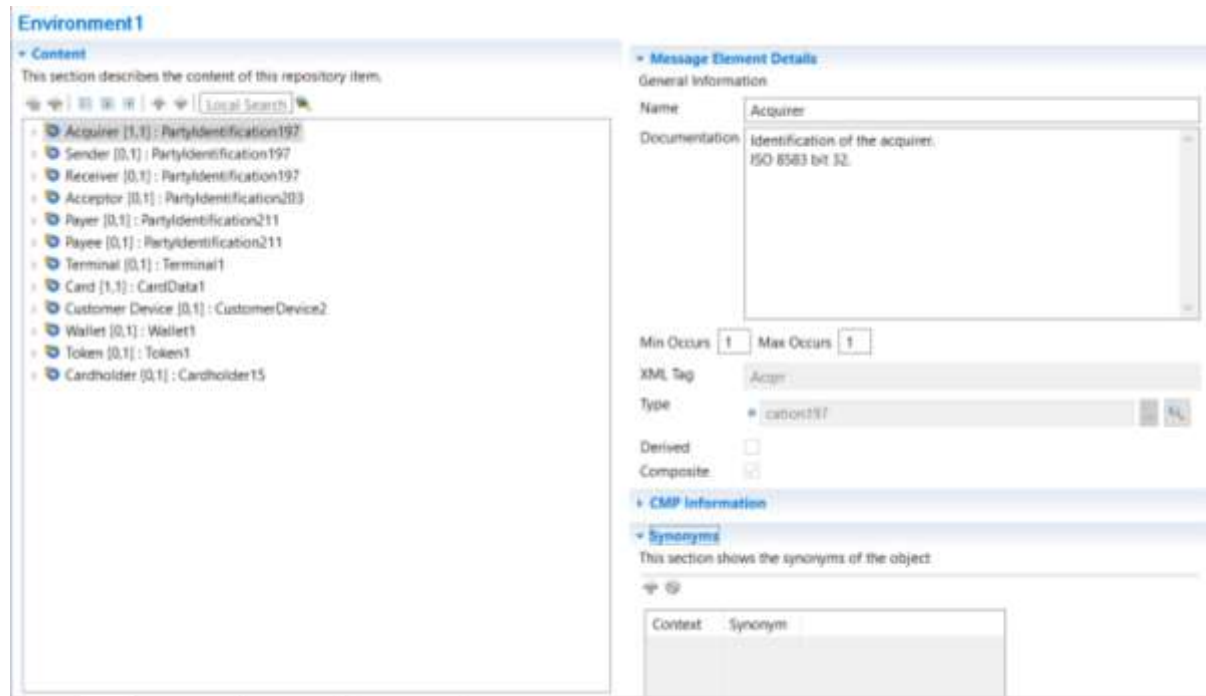 Environment1
Content
This section describes the content of this repository item.
Local Search
Acquirer [1,1] : PartyIdentification197
Sender [0,1] : PartyIdentification197
Receiver [0,1] : PartyIdentification197
Acceptor [0,1] : PartyIdentification203
Payer [0,1] : PartyIdentification211
Payee [0,1] : PartyIdentification211
Terminal [0,1] : Terminal1
Card [1,1] : CardData1
Customer Device [0,1] : CustomerDevice2
Wallet [0,1] : Wallet1
Token [0,1] : Token1
Cardholder [0,1] : Cardholder15
Message Element Details
General Information
Name Acquirer
Documentation Identification of the acquirer.
ISO 8583 bit 32.
Min Occurs 1 Max Occurs 1
XML Tag Acqrr
Type cation197
Derived
Composite
CMP Information
Synonyms
This section shows the synonyms of the object
Context Synonym